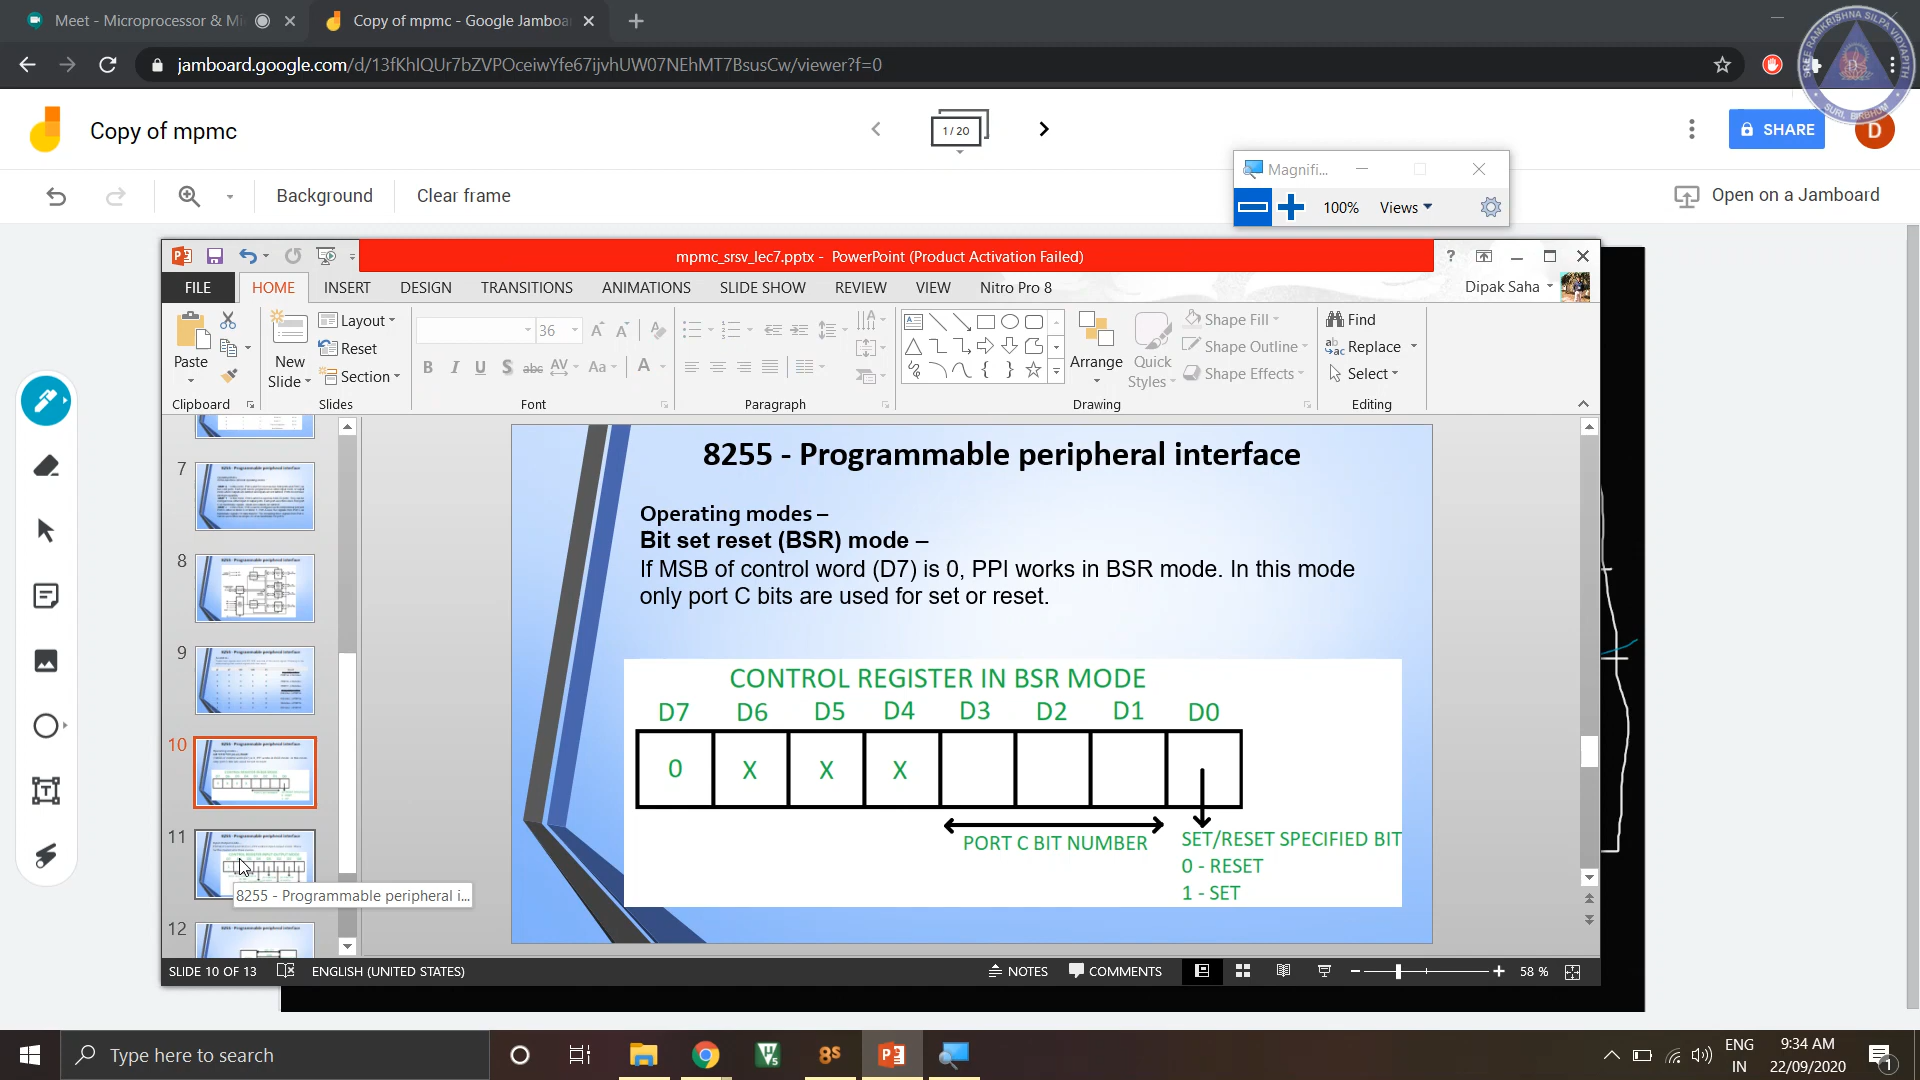 Meet - Microprocessor & Mi
Copy of mpmc - Google Jamboa
jamboard.google.com/d/13fKhIQUr7bZVPOceiwYfe67ijvhUW07NEhMT7BsusCw/viewer?f=0
SREE RAMKRISHNA SILPA VIDYAPITH
SURI, BIRBHUM
Copy of mpmc
1 / 20
SHARE
D
Magnifi...
100%
Views
Background
Clear frame
Open on a Jamboard
mpmc_srsv_lec7.pptx - PowerPoint (Product Activation Failed)
FILE
HOME
INSERT
DESIGN
TRANSITIONS
ANIMATIONS
SLIDE SHOW
REVIEW
VIEW
Nitro Pro 8
Dipak Saha
Paste
New Slide
Layout
Reset
Section
36
Arrange
Quick Styles
Shape Fill
Shape Outline
Shape Effects
Find
Replace
Select
Clipboard
Slides
Font
Paragraph
Drawing
Editing
7
8
9
10
11
12
8255 - Programmable peripheral i...
8255 - Programmable peripheral interface
Operating modes –
Bit set reset (BSR) mode –
If MSB of control word (D7) is 0, PPI works in BSR mode. In this mode
only port C bits are used for set or reset.
CONTROL REGISTER IN BSR MODE
D7 D6 D5 D4 D3 D2 D1 D0
0 X X X
PORT C BIT NUMBER
SET/RESET SPECIFIED BIT
0 - RESET
1 - SET
SLIDE 10 OF 13
ENGLISH (UNITED STATES)
NOTES
COMMENTS
58 %
Type here to search
ENG
IN
9:34 AM
22/09/2020
1